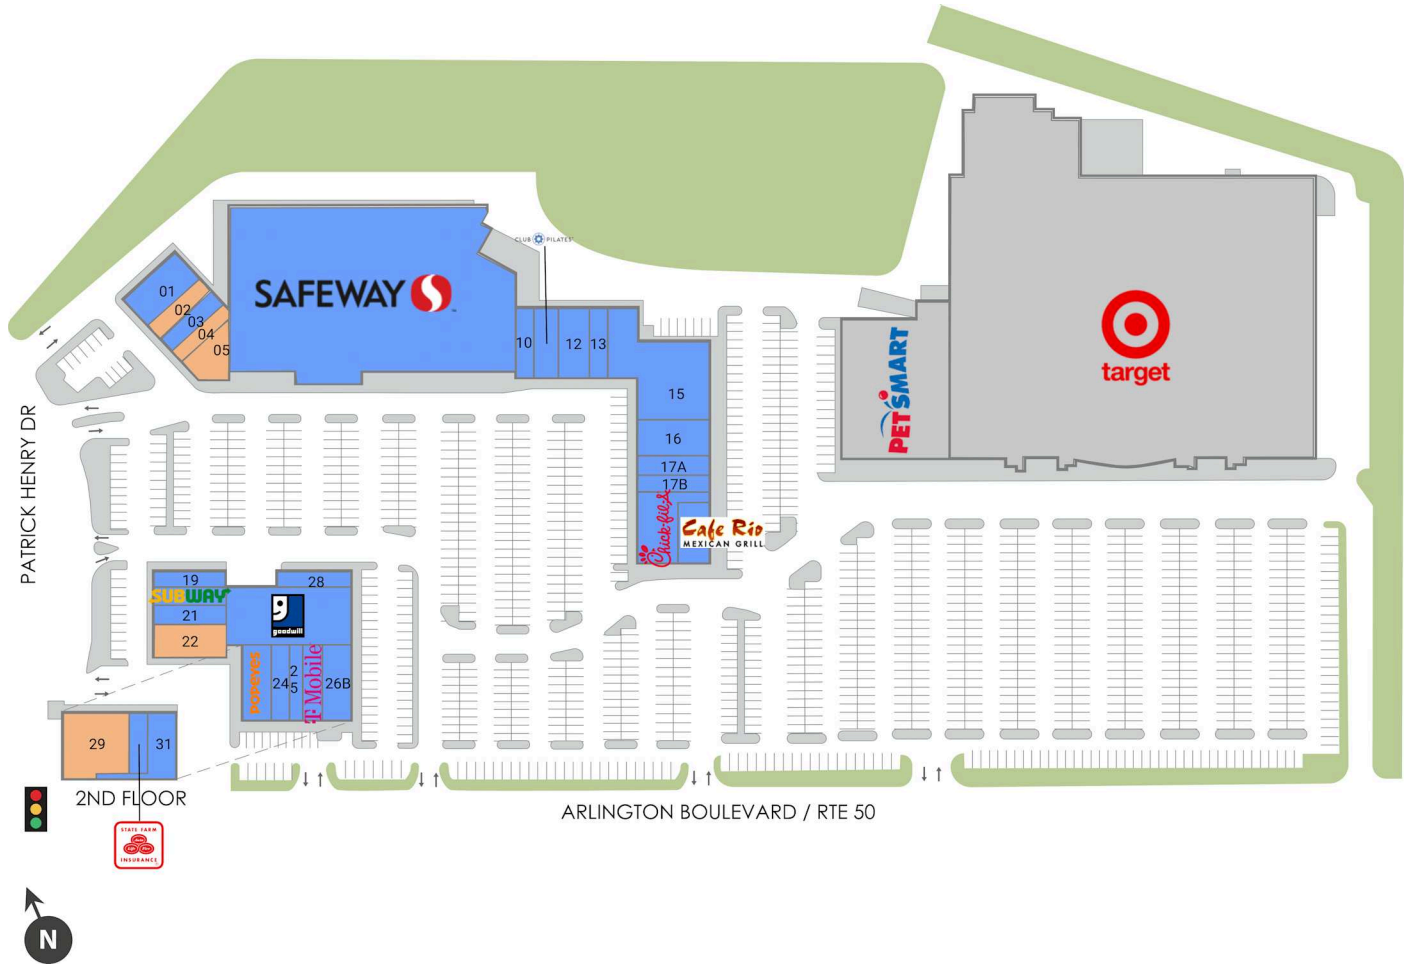 CLUB PILATES
SAFEWAY
01
02
03
04
05
10
12
13
15
16
17A
17B
Chick-fil-A
Cafe Rio
MEXICAN GRILL
PETSMART
target
PATRICK HENRY DR
19
SUBWAY
21
22
28
g
goodwill
POPEYES
24
25
T Mobile
26B
29
31
2ND FLOOR
STATE FARM
INSURANCE
ARLINGTON BOULEVARD / RTE 50
N